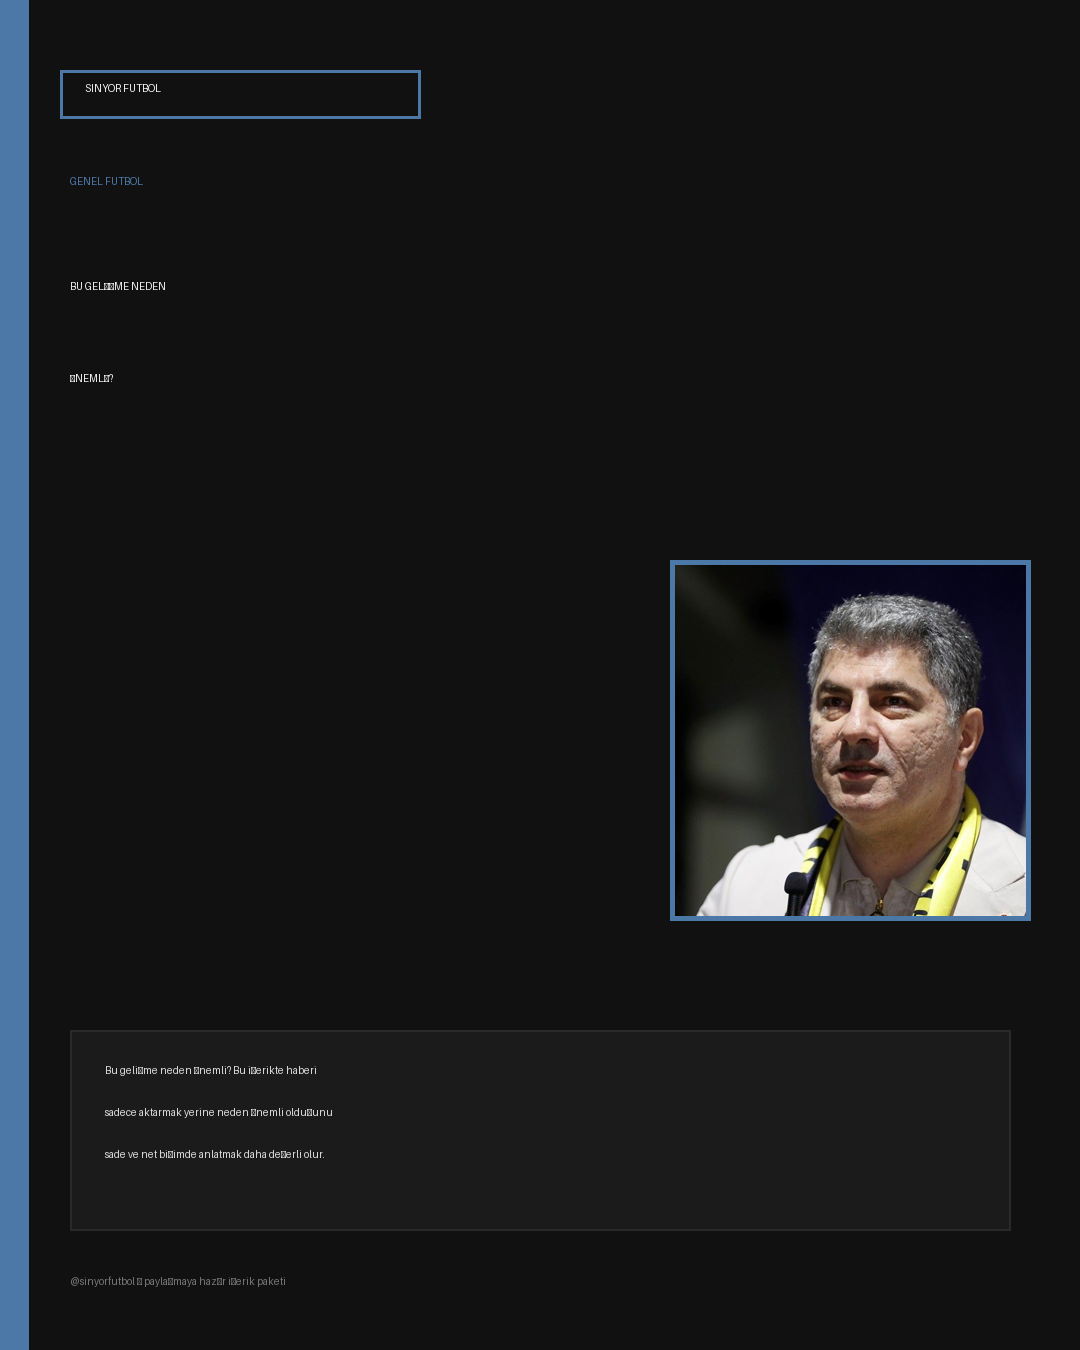 SINYOR FUTBOL
GENEL FUTBOL
BU GEL▯▯ME NEDEN
▯NEML▯?
Bu geli▯me neden ▯nemli? Bu i▯erikte haberi
sadece aktarmak yerine neden ▯nemli oldu▯unu
sade ve net bi▯imde anlatmak daha de▯erli olur.
@sinyorfutbol ▯ payla▯maya haz▯r i▯erik paketi